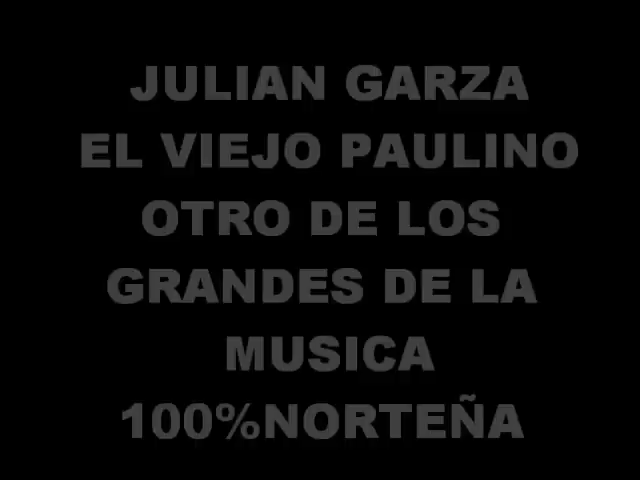 JULIAN GARZA
EL VIEJO PAULINO
OTRO DE LOS
GRANDES DE LA
MUSICA
100%NORTEÑA